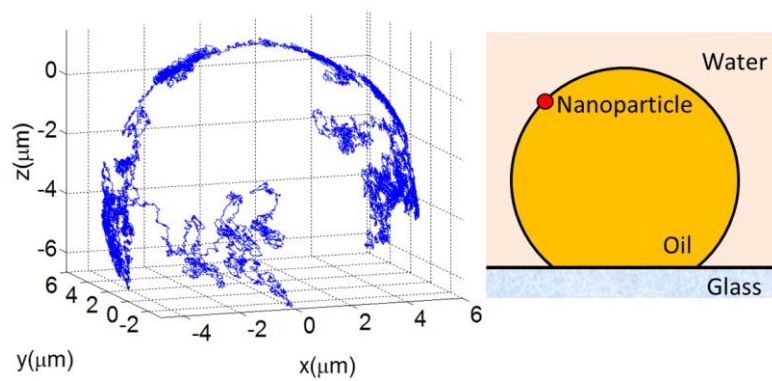 0
-2
-4
-6
z(μm)
6
4
2
0
-2
y(μm)
-4
-2
0
2
4
6
x(μm)
Water
Nanoparticle
Oil
Glass